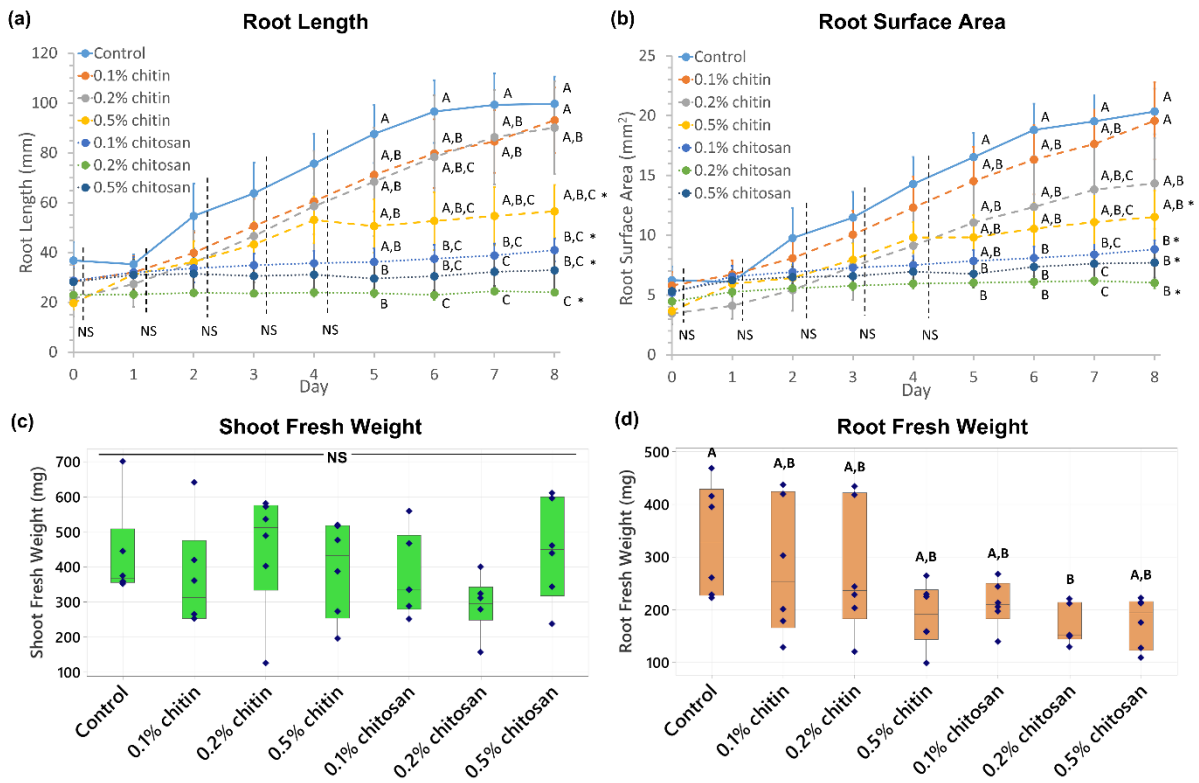 (a)
Root Length
Root Length (mm)
120
100
80
60
40
20
0
Control
0.1% chitin
0.2% chitin
0.5% chitin
0.1% chitosan
0.2% chitosan
0.5% chitosan
NS
NS
NS
NS
NS
A
A,B
A,B
A,B
A,B
B
B
A
A,B
A,B,C
A,B,C
B,C
B,C
C
A
A,B
A,B
A,B,C
B,C
B,C
C
A
A
A,B
A,B,C *
B,C *
B,C *
C *
0 1 2 3 4 5 6 7 8
Day
(b)
Root Surface Area
Root Surface Area (mm²)
25
20
15
10
5
0
Control
0.1% chitin
0.2% chitin
0.5% chitin
0.1% chitosan
0.2% chitosan
0.5% chitosan
NS
NS
NS
NS
NS
A
A,B
A,B
A,B
A,B
B
B
A
A,B
A,B
A,B,C
B,C
B,C
C
A
A
A,B
A,B,C
B,C
B,C
C
A
A
A,B
A,B *
B *
B *
B *
0 1 2 3 4 5 6 7 8
Day
(c)
Shoot Fresh Weight
Shoot Fresh Weight (mg)
700
600
500
400
300
200
100
NS
Control
0.1% chitin
0.2% chitin
0.5% chitin
0.1% chitosan
0.2% chitosan
0.5% chitosan
(d)
Root Fresh Weight
Root Fresh Weight (mg)
500
400
300
200
100
A
A,B
A,B
A,B
A,B
B
A,B
Control
0.1% chitin
0.2% chitin
0.5% chitin
0.1% chitosan
0.2% chitosan
0.5% chitosan